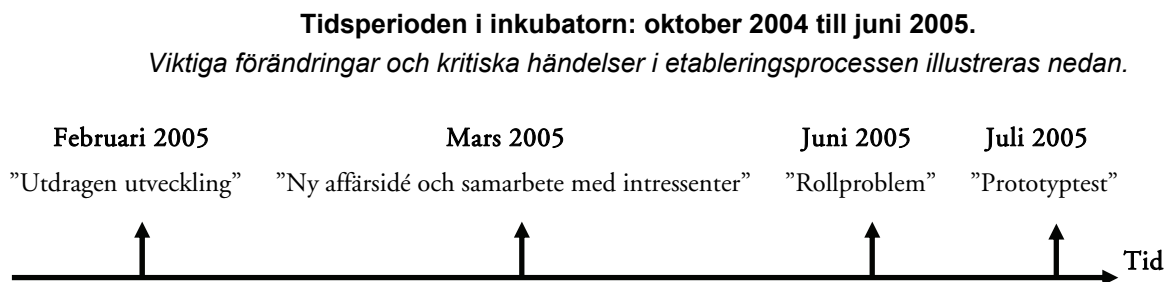 Tidsperioden i inkubatorn: oktober 2004 till juni 2005.
Viktiga förändringar och kritiska händelser i etableringsprocessen illustreras nedan.
Februari 2005 Mars 2005 Juni 2005 Juli 2005
”Utdragen utveckling” ”Ny affärsidé och samarbete med intressenter” ”Rollproblem” ”Prototyptest”
Tid